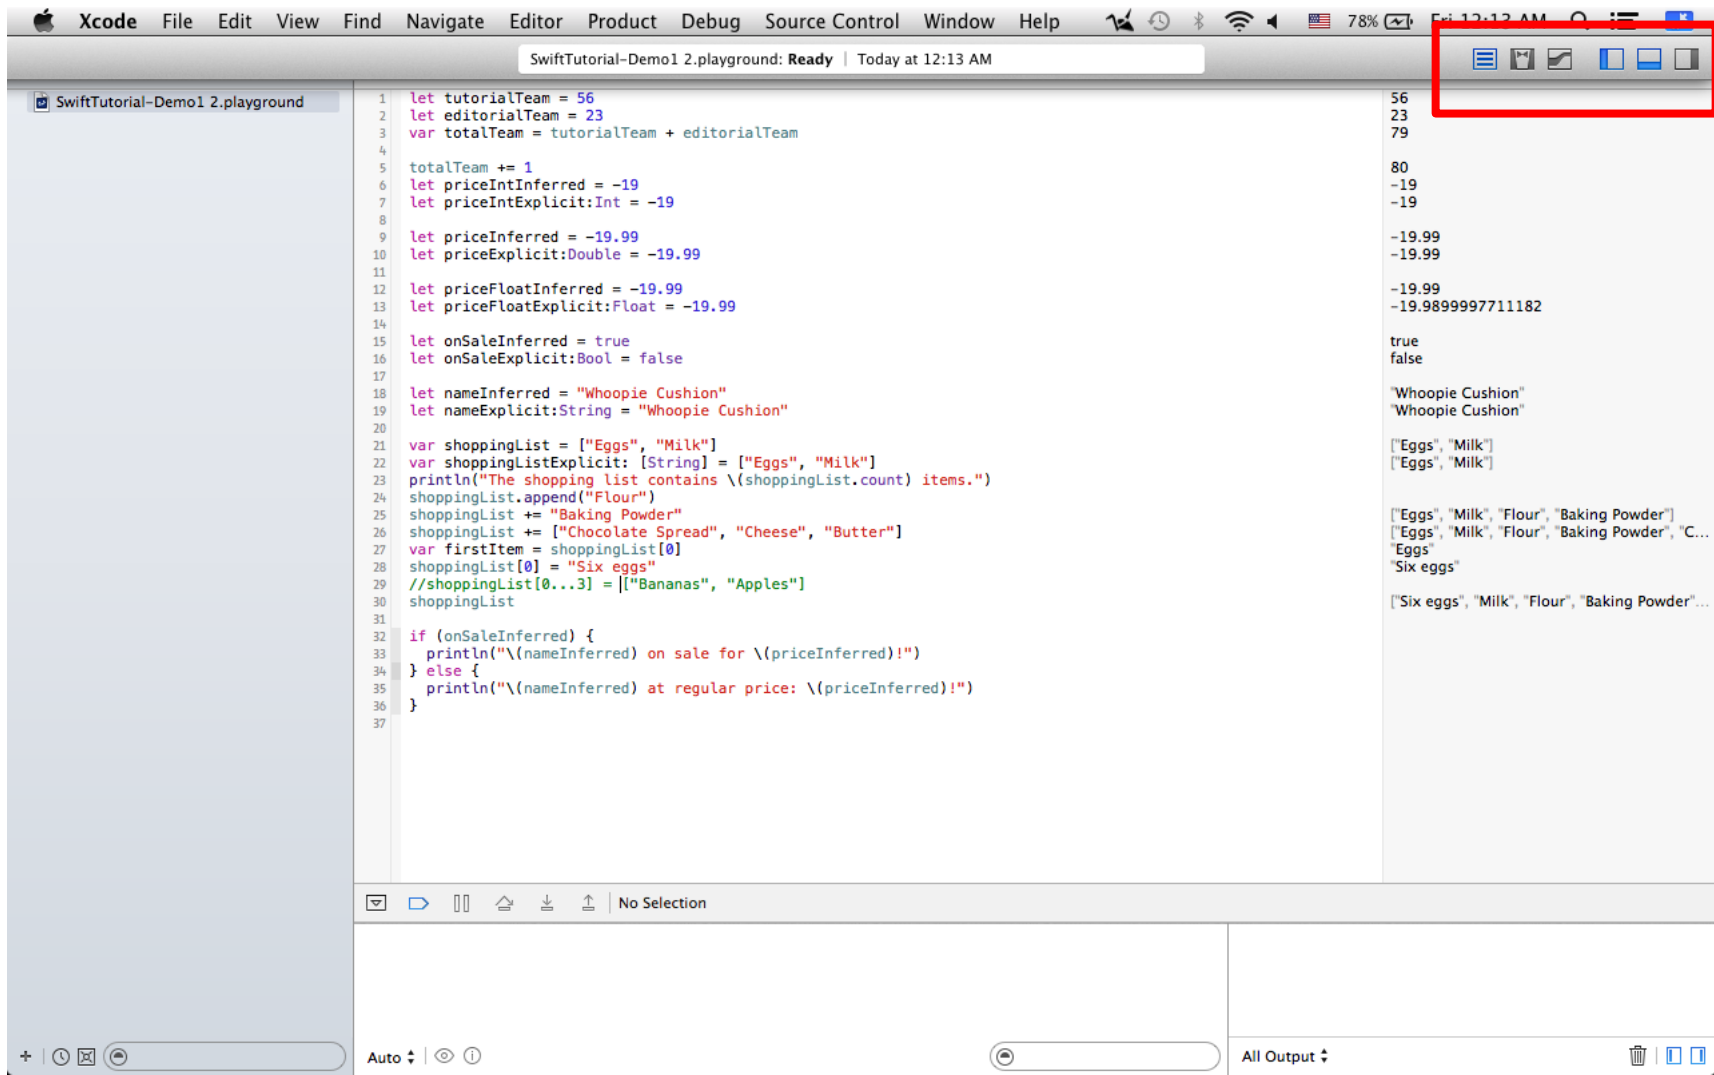 Xcode File Edit View Find Navigate Editor Product Debug Source Control Window Help 78% Fri 12:13 AM
SwiftTutorial-Demo1 2.playground: Ready | Today at 12:13 AM
SwiftTutorial-Demo1 2.playground
1 let tutorialTeam = 56 56
2 let editorialTeam = 23 23
3 var totalTeam = tutorialTeam + editorialTeam 79
4
5 totalTeam += 1 80
6 let priceIntInferred = -19 -19
7 let priceIntExplicit:Int = -19 -19
8
9 let priceInferred = -19.99 -19.99
10 let priceExplicit:Double = -19.99 -19.99
11
12 let priceFloatInferred = -19.99 -19.99
13 let priceFloatExplicit:Float = -19.99 -19.9899997711182
14
15 let onSaleInferred = true true
16 let onSaleExplicit:Bool = false false
17
18 let nameInferred = "Whoopie Cushion" "Whoopie Cushion"
19 let nameExplicit:String = "Whoopie Cushion" "Whoopie Cushion"
20
21 var shoppingList = ["Eggs", "Milk"] ["Eggs", "Milk"]
22 var shoppingListExplicit: [String] = ["Eggs", "Milk"] ["Eggs", "Milk"]
23 println("The shopping list contains \(shoppingList.count) items.")
24 shoppingList.append("Flour")
25 shoppingList += "Baking Powder" ["Eggs", "Milk", "Flour", "Baking Powder"]
26 shoppingList += ["Chocolate Spread", "Cheese", "Butter"] ["Eggs", "Milk", "Flour", "Baking Powder", "C...
27 var firstItem = shoppingList[0] "Eggs"
28 shoppingList[0] = "Six eggs" "Six eggs"
29 //shoppingList[0...3] = ["Bananas", "Apples"]
30 shoppingList ["Six eggs", "Milk", "Flour", "Baking Powder"...
31
32 if (onSaleInferred) {
33 println("\(nameInferred) on sale for \(priceInferred)!")
34 } else {
35 println("\(nameInferred) at regular price: \(priceInferred)!")
36 }
37
No Selection
Auto All Output